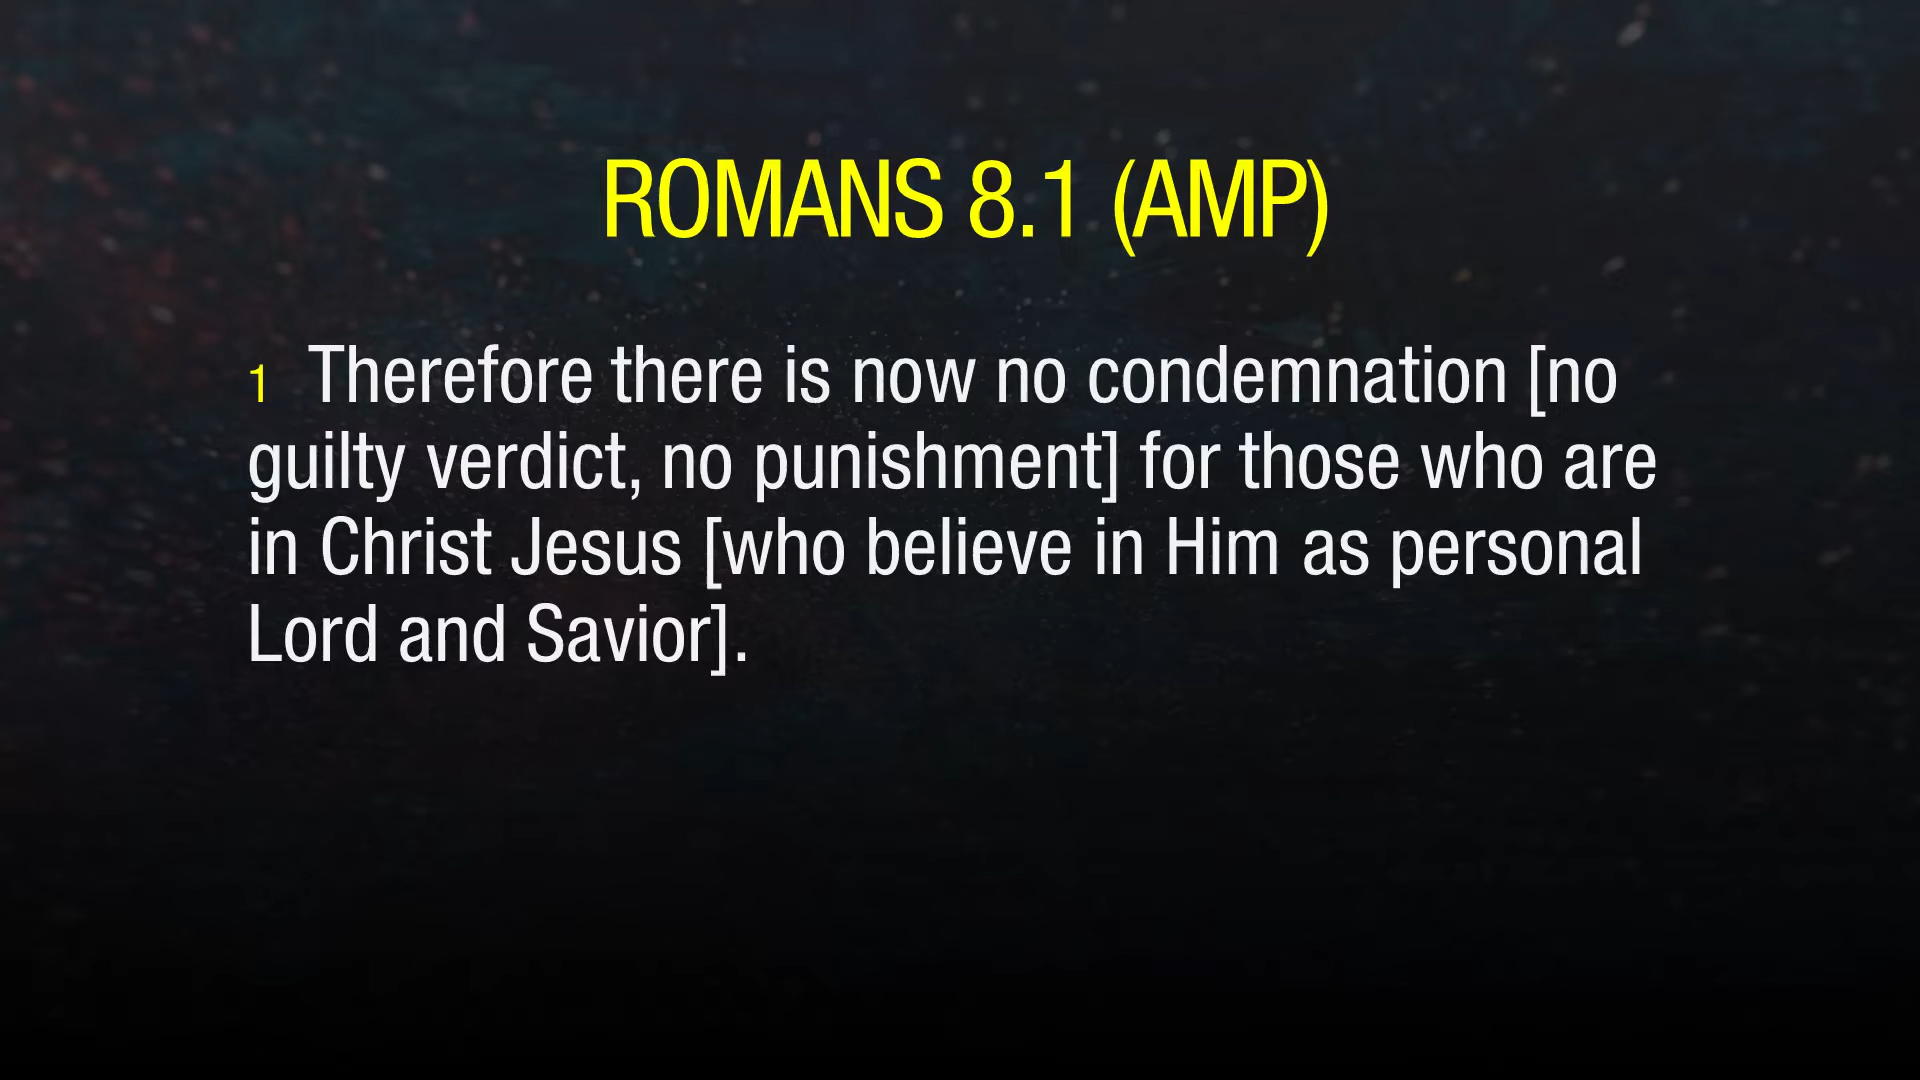 ROMANS 8.1 (AMP)
1 Therefore there is now no condemnation [no
guilty verdict, no punishment] for those who are
in Christ Jesus [who believe in Him as personal
Lord and Savior].